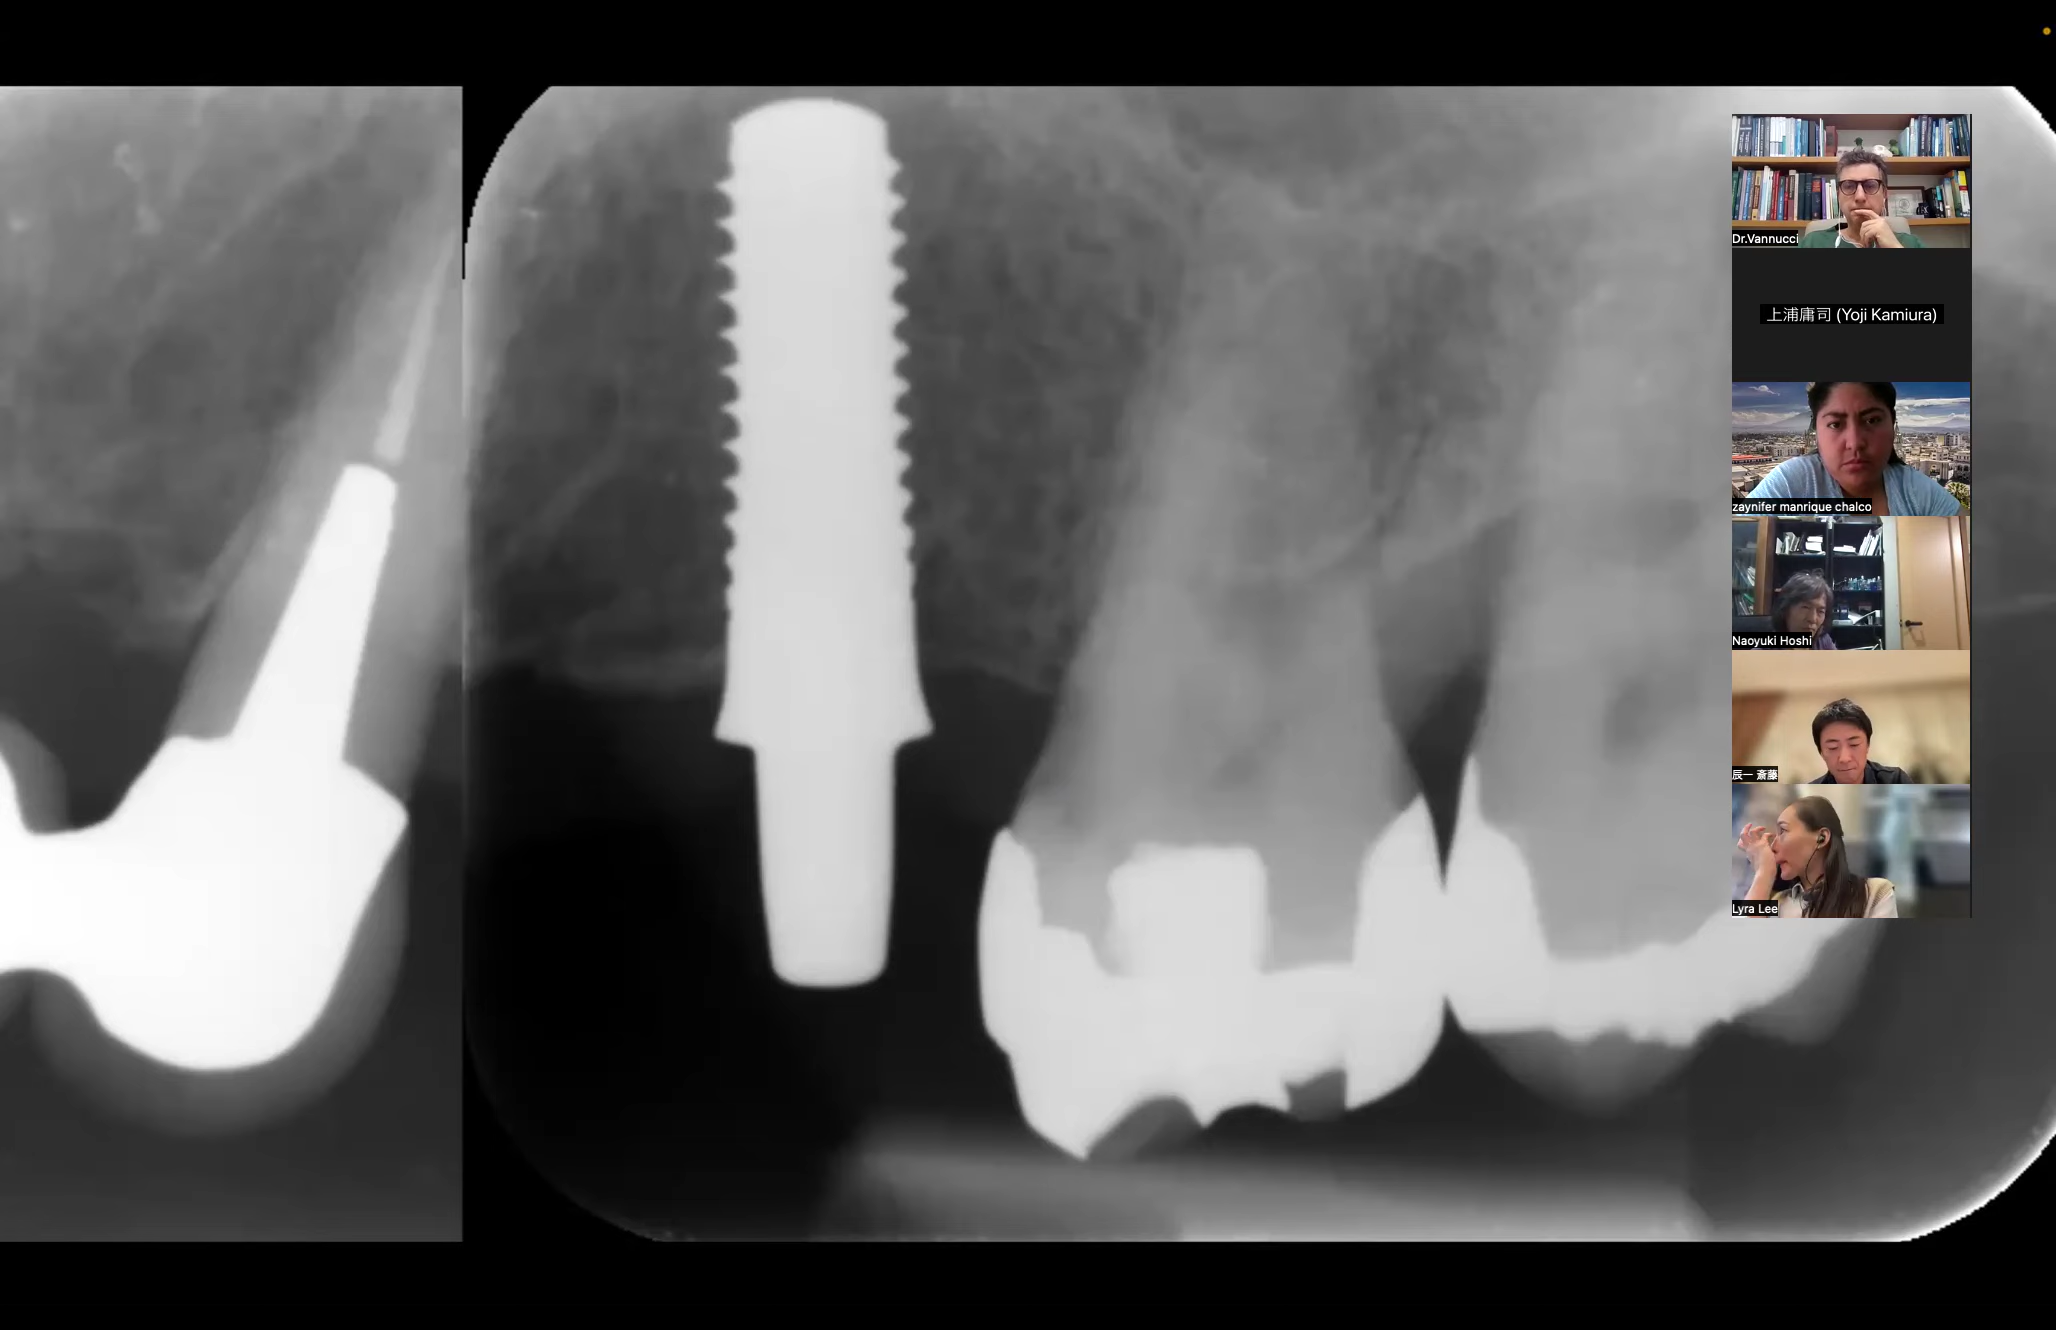 Dr.Vannucci
上浦庸司 (Yoji Kamiura)
zaynifer manrique chalco
Naoyuki Hoshi
辰一 斎藤
Lyra Lee